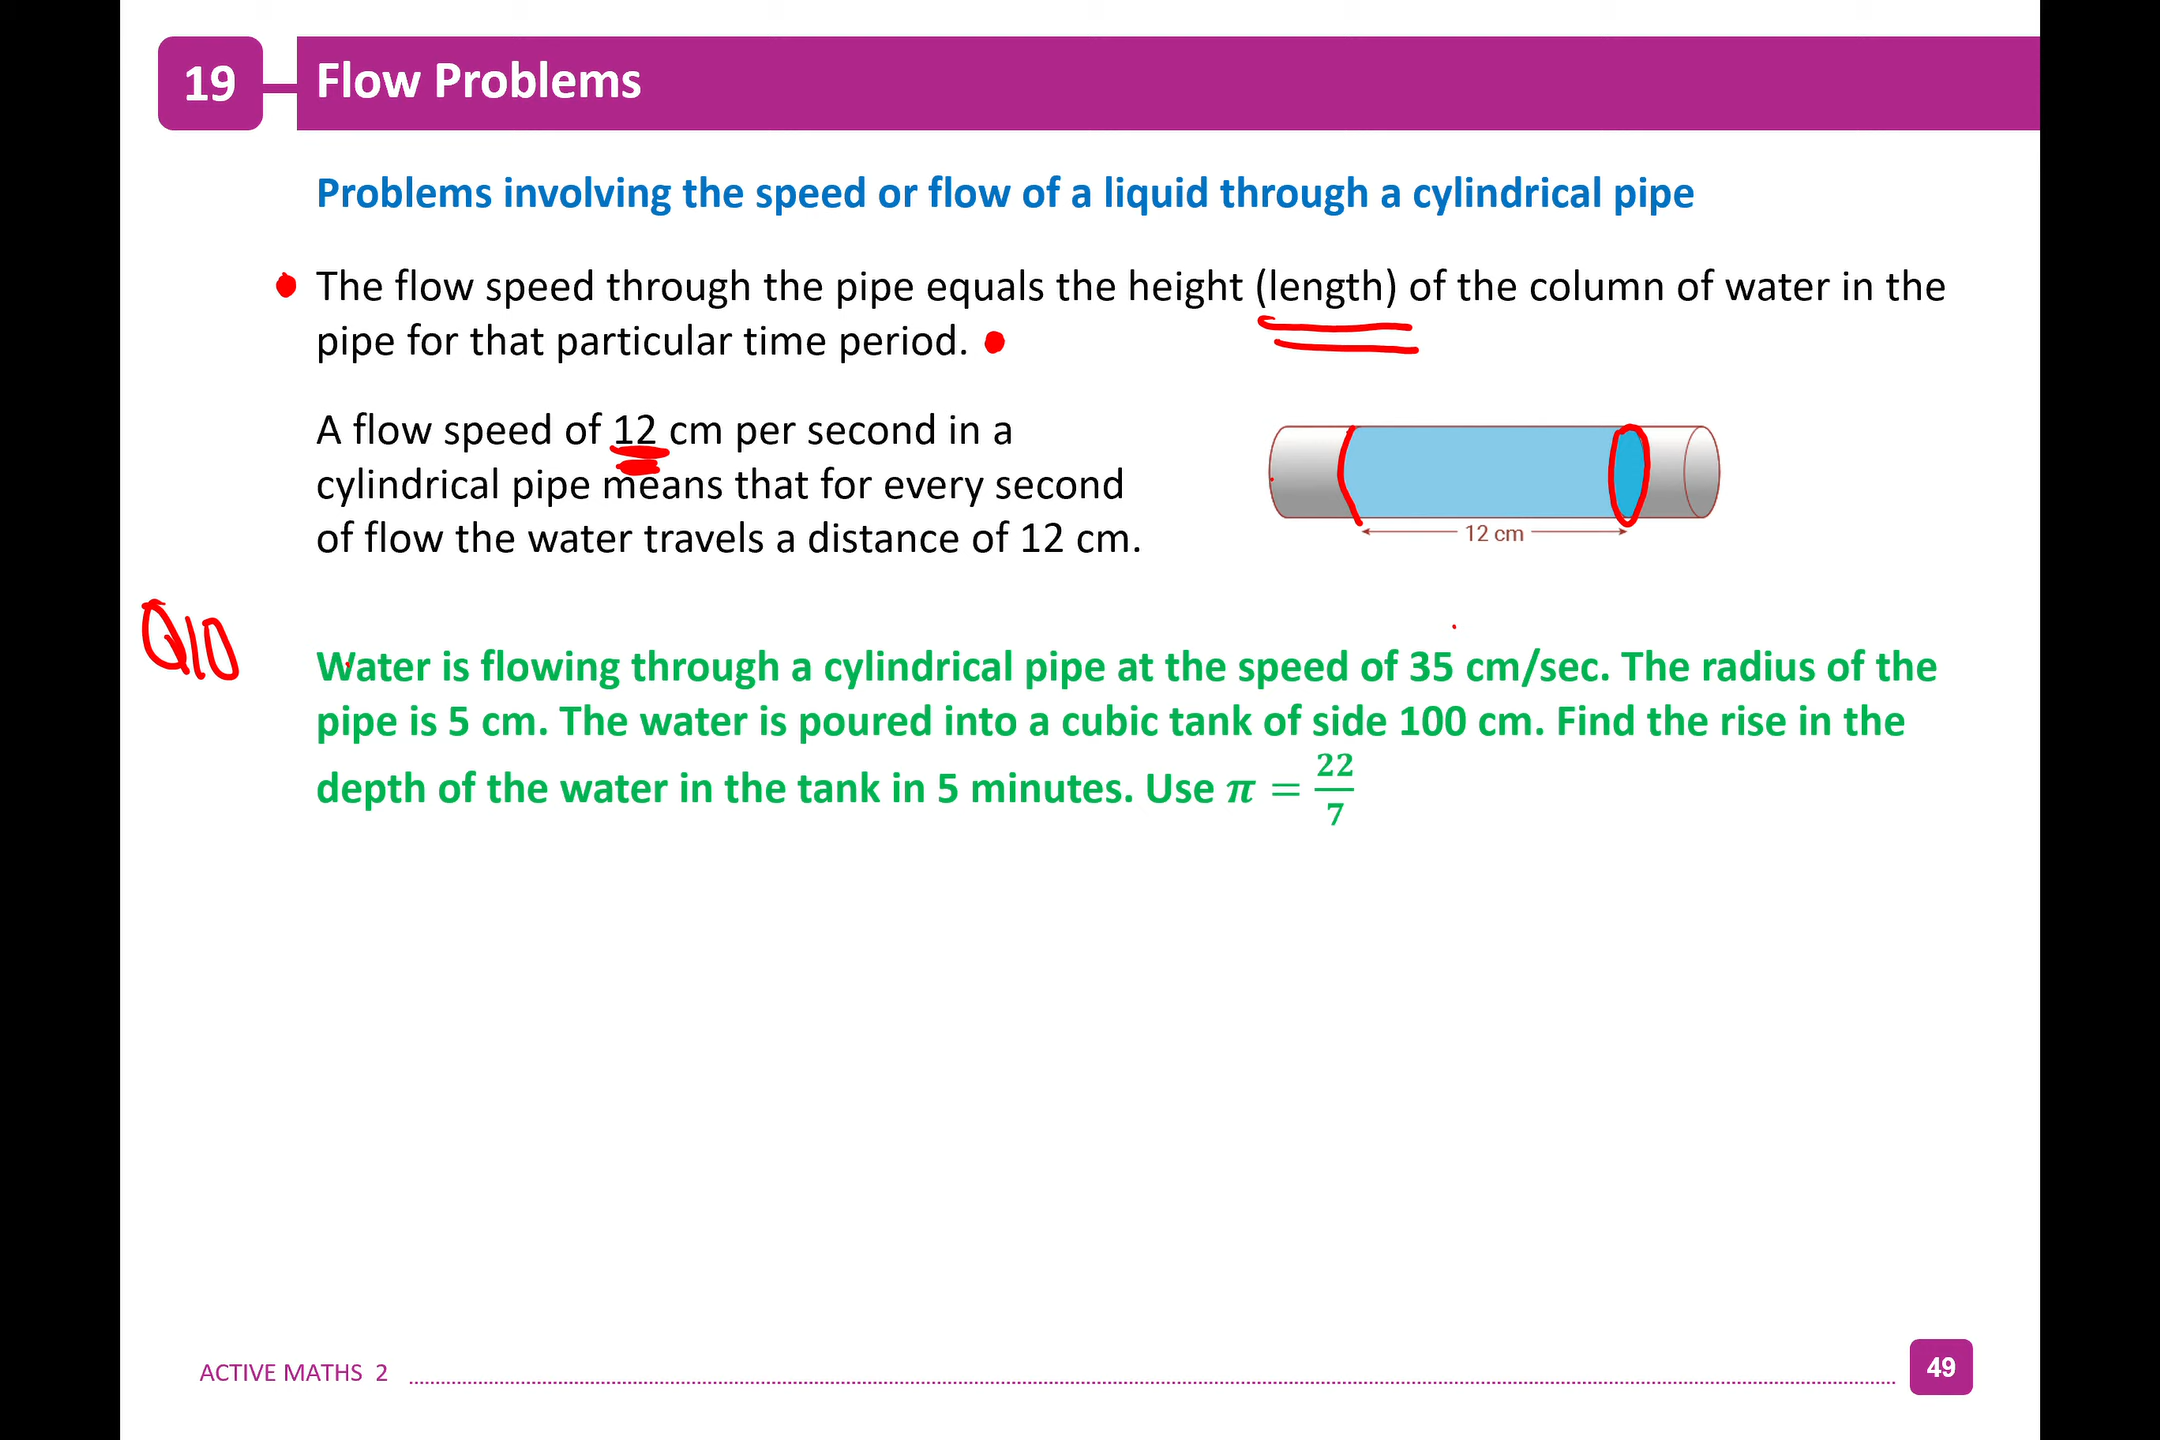 19
Flow Problems
Problems involving the speed or flow of a liquid through a cylindrical pipe
The flow speed through the pipe equals the height (length) of the column of water in the
pipe for that particular time period.
A flow speed of 12 cm per second in a
cylindrical pipe means that for every second
of flow the water travels a distance of 12 cm.
12 cm
Q10
Water is flowing through a cylindrical pipe at the speed of 35 cm/sec. The radius of the
pipe is 5 cm. The water is poured into a cubic tank of side 100 cm. Find the rise in the
depth of the water in the tank in 5 minutes. Use π = 22/7
ACTIVE MATHS 2
49